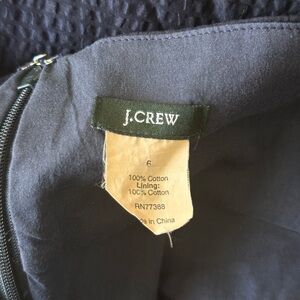 J.CREW
6
100% Cotton
Lining:
100% Cotton
RN77388
in China